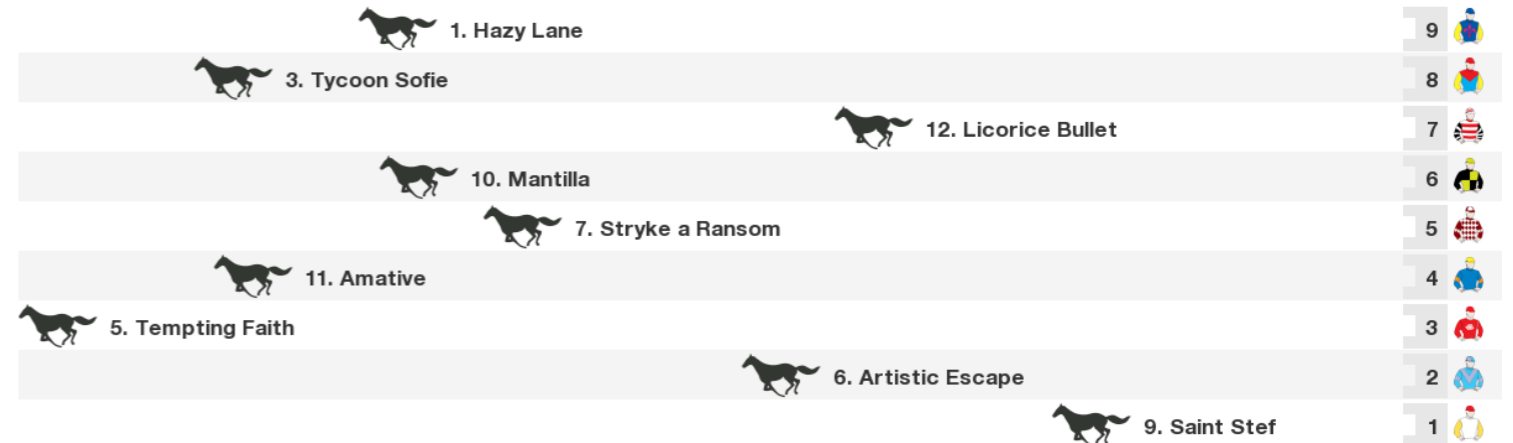 1. Hazy Lane 9
3. Tycoon Sofie 8
12. Licorice Bullet 7
10. Mantilla 6
7. Stryke a Ransom 5
11. Amative 4
5. Tempting Faith 3
6. Artistic Escape 2
9. Saint Stef 1